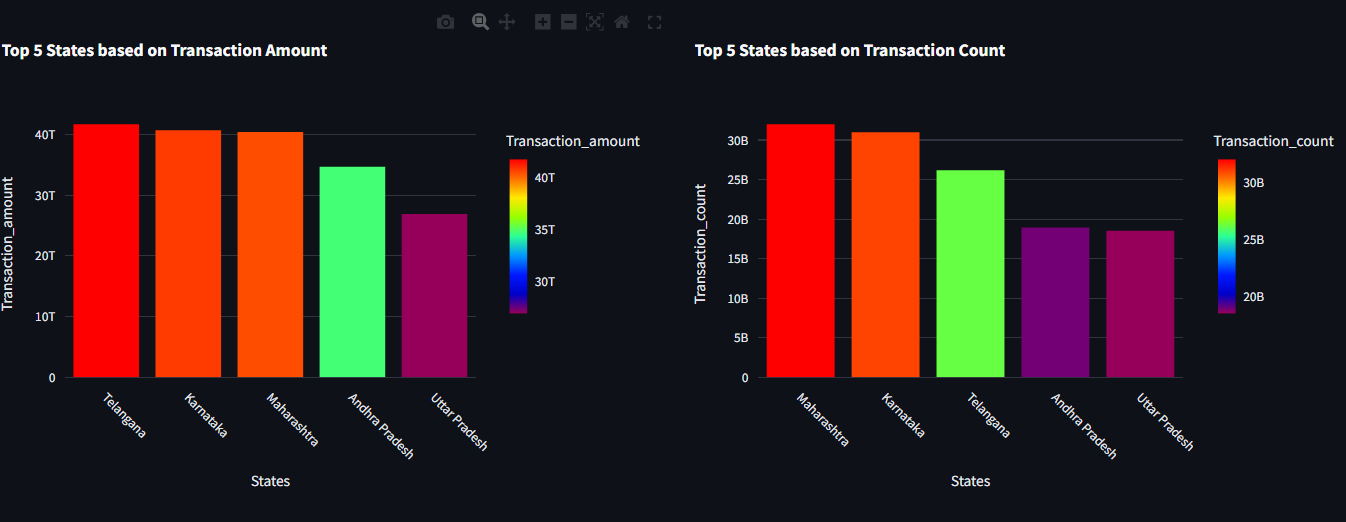 Top 5 States based on Transaction Amount
Transaction_amount
40T
30T
20T
10T
0
Telangana
Karnataka
Maharashtra
Andhra Pradesh
Uttar Pradesh
States
Transaction_amount
40T
35T
30T
Top 5 States based on Transaction Count
Transaction_count
30B
25B
20B
15B
10B
5B
0
Maharashtra
Karnataka
Telangana
Andhra Pradesh
Uttar Pradesh
States
Transaction_count
30B
25B
20B